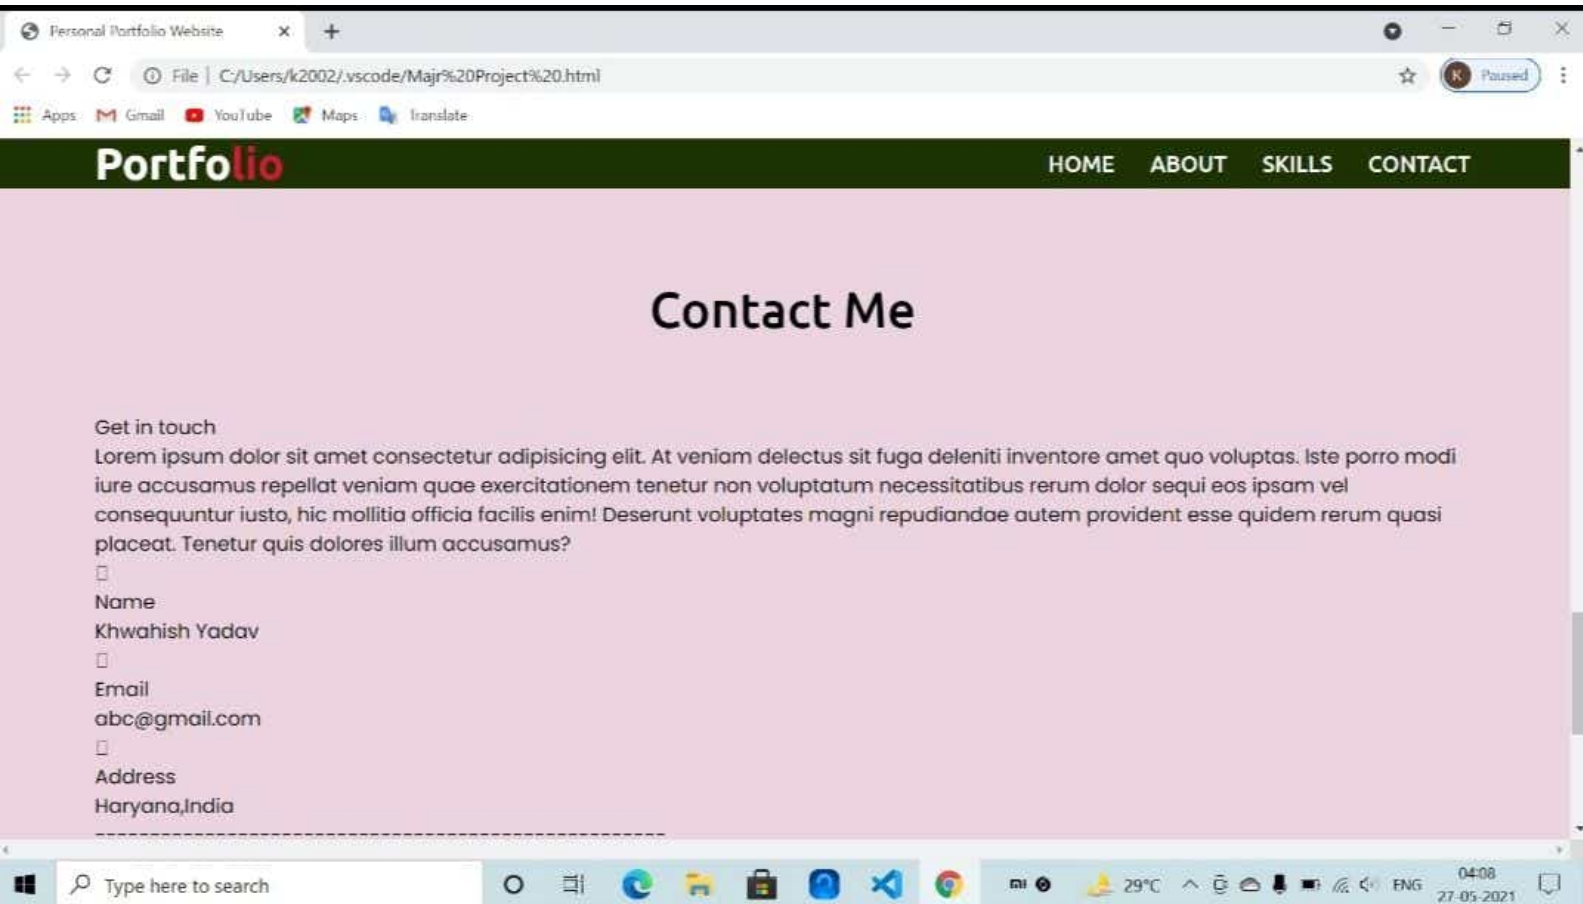 Personal Portfolio Website
File | C:/Users/k2002/.vscode/Majr%20Project%20.html
K Paused
Apps Gmail YouTube Maps Translate
Portfolio HOME ABOUT SKILLS CONTACT
Contact Me
Get in touch
Lorem ipsum dolor sit amet consectetur adipisicing elit. At veniam delectus sit fuga deleniti inventore amet quo voluptas. Iste porro modi
iure accusamus repellat veniam quae exercitationem tenetur non voluptatum necessitatibus rerum dolor sequi eos ipsam vel
consequuntur iusto, hic mollitia officia facilis enim! Deserunt voluptates magni repudiandae autem provident esse quidem rerum quasi
placeat. Tenetur quis dolores illum accusamus?
Name
Khwahish Yadav
Email
abc@gmail.com
Address
Haryana,India
----------------------------------------------------
Type here to search
mi 29°C ENG 04:08
27-05-2021